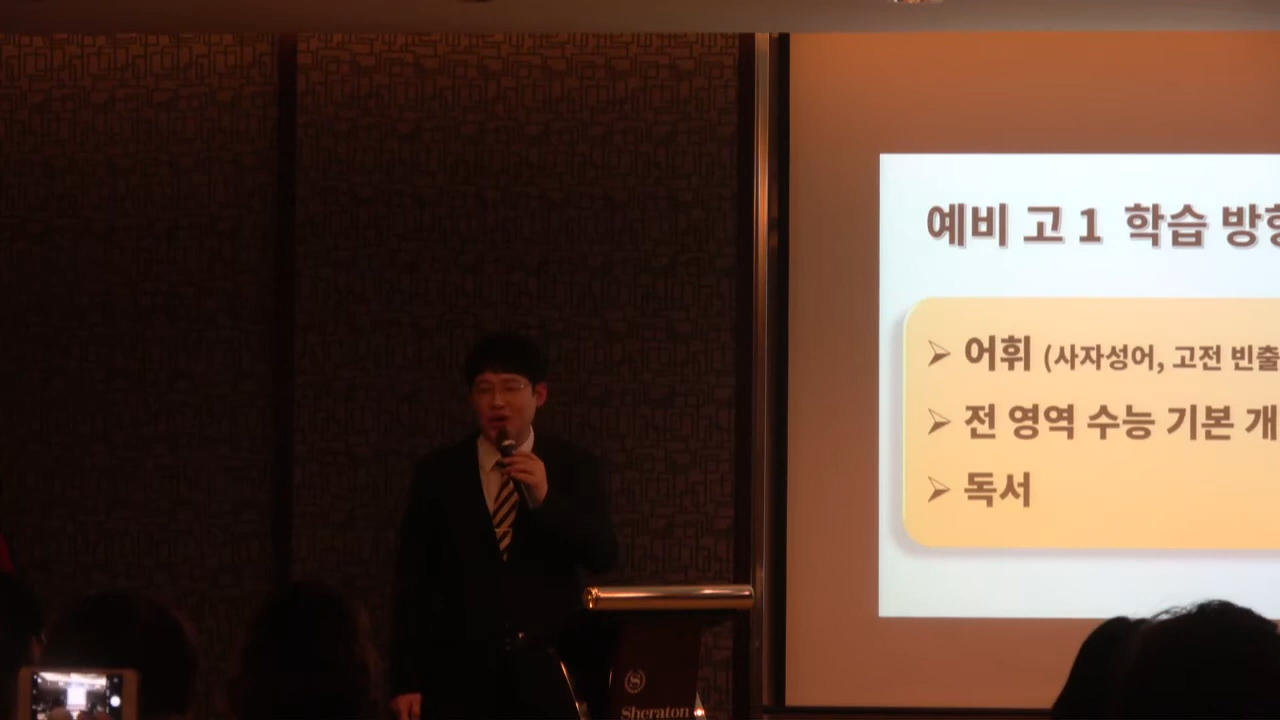 예비 고 1 학습 방향
어휘 (사자성어, 고전 빈출
전 영역 수능 기본 개
독서
S
Sheraton